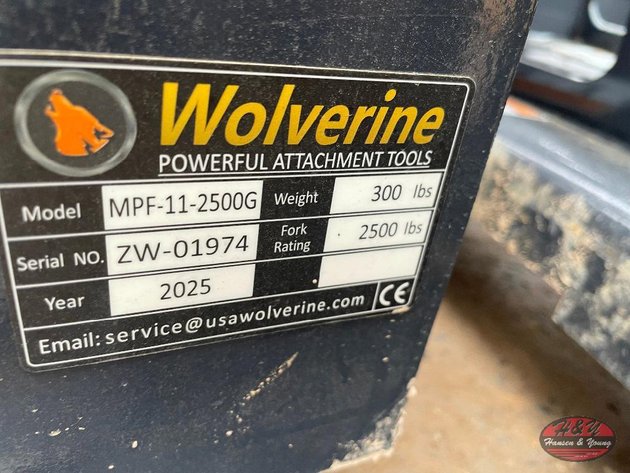 Wolverine
POWERFUL ATTACHMENT TOOLS
Model MPF-11-2500G Weight 300 lbs
Serial NO. ZW-01974 Fork Rating 2500 lbs
Year 2025
Email: service@usawolverine.com CE
H&Y
Hansen & Young